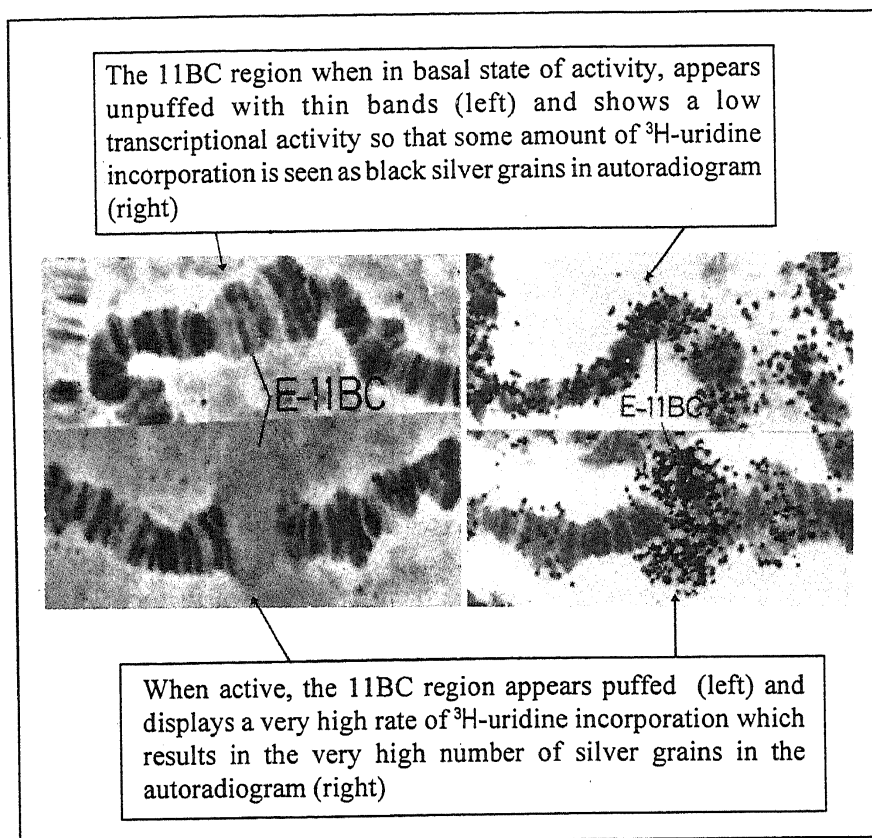 The 11BC region when in basal state of activity, appears
unpuffed with thin bands (left) and shows a low
transcriptional activity so that some amount of ³H-uridine
incorporation is seen as black silver grains in autoradiogram
(right)
E-11BC
E-11BC
When active, the 11BC region appears puffed (left) and
displays a very high rate of ³H-uridine incorporation which
results in the very high number of silver grains in the
autoradiogram (right)